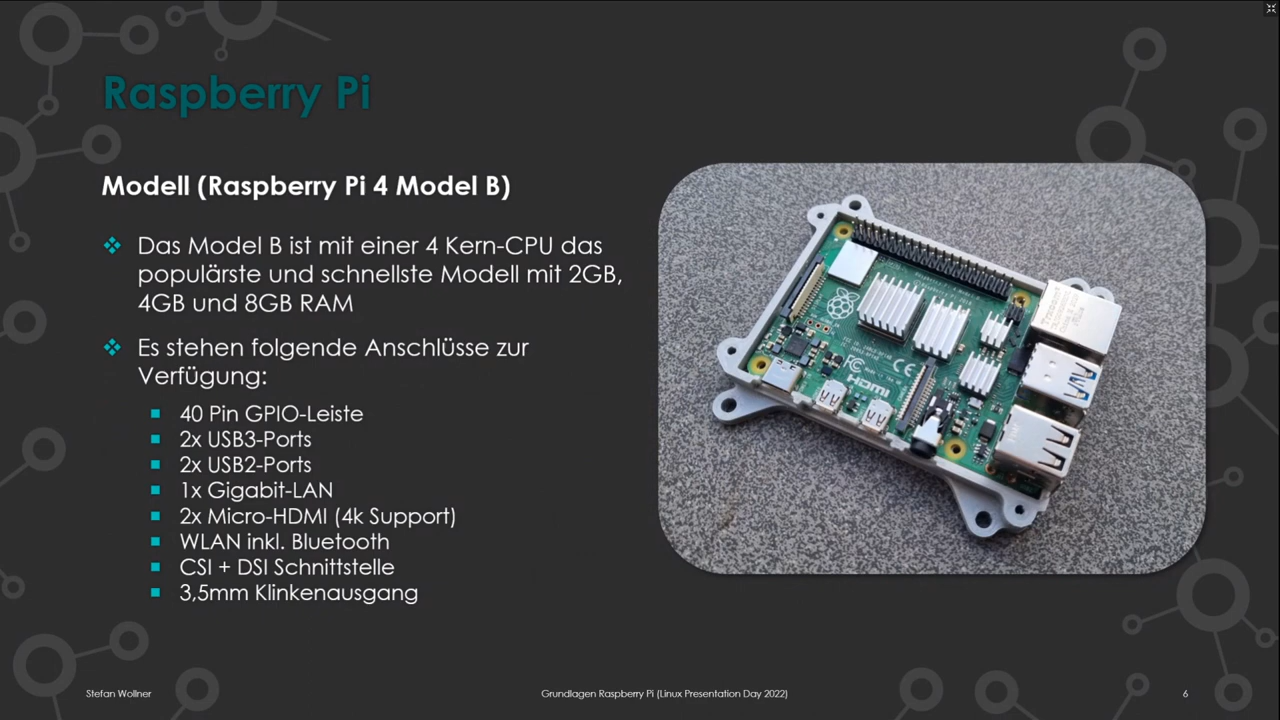 Raspberry Pi
Modell (Raspberry Pi 4 Model B)
Das Model B ist mit einer 4 Kern-CPU das
populärste und schnellste Modell mit 2GB,
4GB und 8GB RAM
Es stehen folgende Anschlüsse zur
Verfügung:
40 Pin GPIO-Leiste
2x USB3-Ports
2x USB2-Ports
1x Gigabit-LAN
2x Micro-HDMI (4k Support)
WLAN inkl. Bluetooth
CSI + DSI Schnittstelle
3,5mm Klinkenausgang
HDMI
FCC
CE
Stefan Wollner
Grundlagen Raspberry Pi (Linux Presentation Day 2022)
6